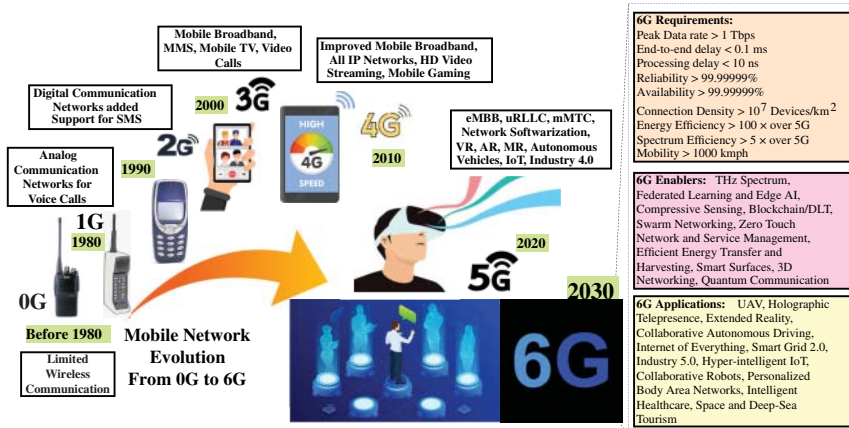 Mobile Broadband,
MMS, Mobile TV, Video
Calls
Improved Mobile Broadband,
All IP Networks, HD Video
Streaming, Mobile Gaming
Digital Communication
Networks added
Support for SMS
2000
3G
HIGH
4G
SPEED
4G
2010
eMBB, uRLLC, mMTC,
Network Softwarization,
VR, AR, MR, Autonomous
Vehicles, IoT, Industry 4.0
Analog
Communication
Networks for
Voice Calls
1990
2G
1G
1980
0G
Before 1980
Limited
Wireless
Communication
Mobile Network
Evolution
From 0G to 6G
2020
5G
2030
6G
6G Requirements:
Peak Data rate > 1 Tbps
End-to-end delay < 0.1 ms
Processing delay < 10 ns
Reliability > 99.99999%
Availability > 99.99999%
Connection Density > 10⁷ Devices/km²
Energy Efficiency > 100 × over 5G
Spectrum Efficiency > 5 × over 5G
Mobility > 1000 kmph
6G Enablers: THz Spectrum,
Federated Learning and Edge AI,
Compressive Sensing, Blockchain/DLT,
Swarm Networking, Zero Touch
Network and Service Management,
Efficient Energy Transfer and
Harvesting, Smart Surfaces, 3D
Networking, Quantum Communication
6G Applications: UAV, Holographic
Telepresence, Extended Reality,
Collaborative Autonomous Driving,
Internet of Everything, Smart Grid 2.0,
Industry 5.0, Hyper-intelligent IoT,
Collaborative Robots, Personalized
Body Area Networks, Intelligent
Healthcare, Space and Deep-Sea
Tourism